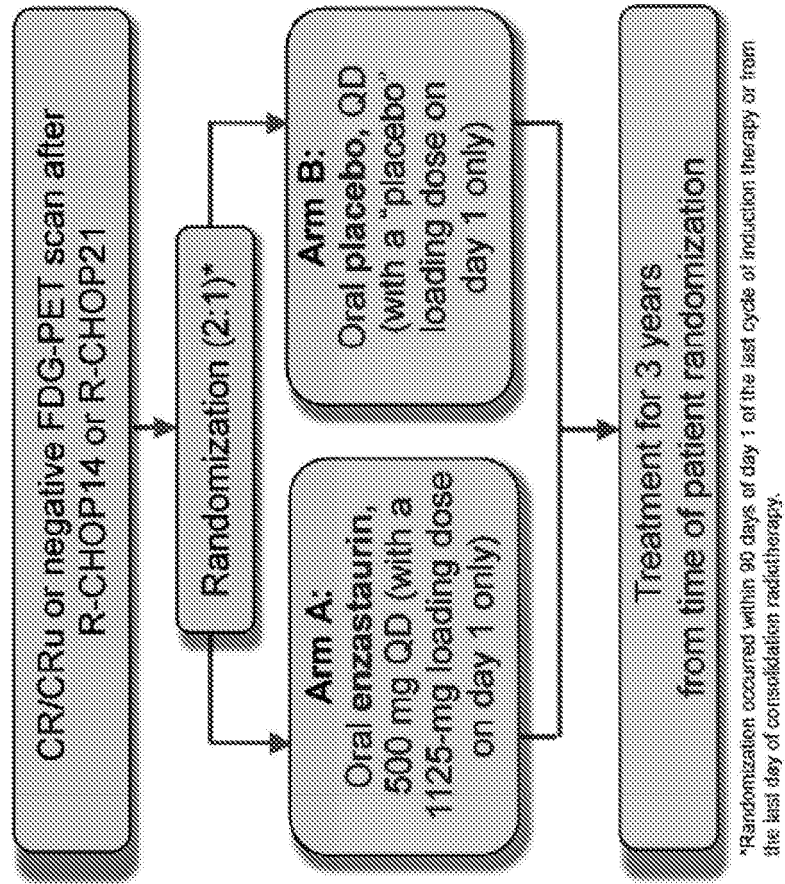 CR/CRu or negative FDG-PET scan after
R-CHOP14 or R-CHOP21
Randomization (2:1)*
Arm A:
Oral enzastaurin,
500 mg QD (with a
1125-mg loading dose
on day 1 only)
Arm B:
Oral placebo, QD
(with a "placebo"
loading dose on
day 1 only)
Treatment for 3 years
from time of patient randomization
*Randomization occurred within 90 days of day 1 of the last cycle of induction therapy or from
the last day of consolidation radiotherapy.